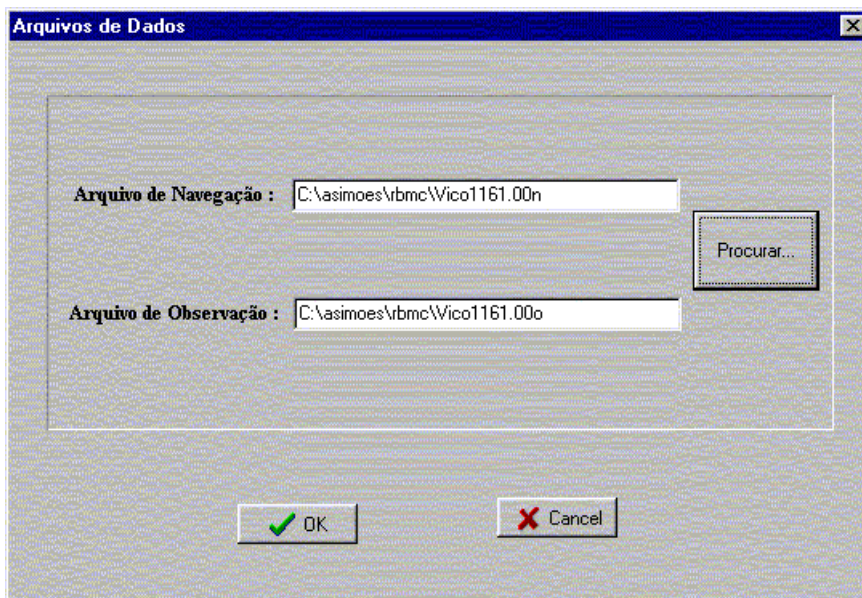 Arquivos de Dados
Arquivo de Navegação : C:\asimoes\rbmc\Vico1161.00n
Procurar...
Arquivo de Observação : C:\asimoes\rbmc\Vico1161.00o
OK Cancel